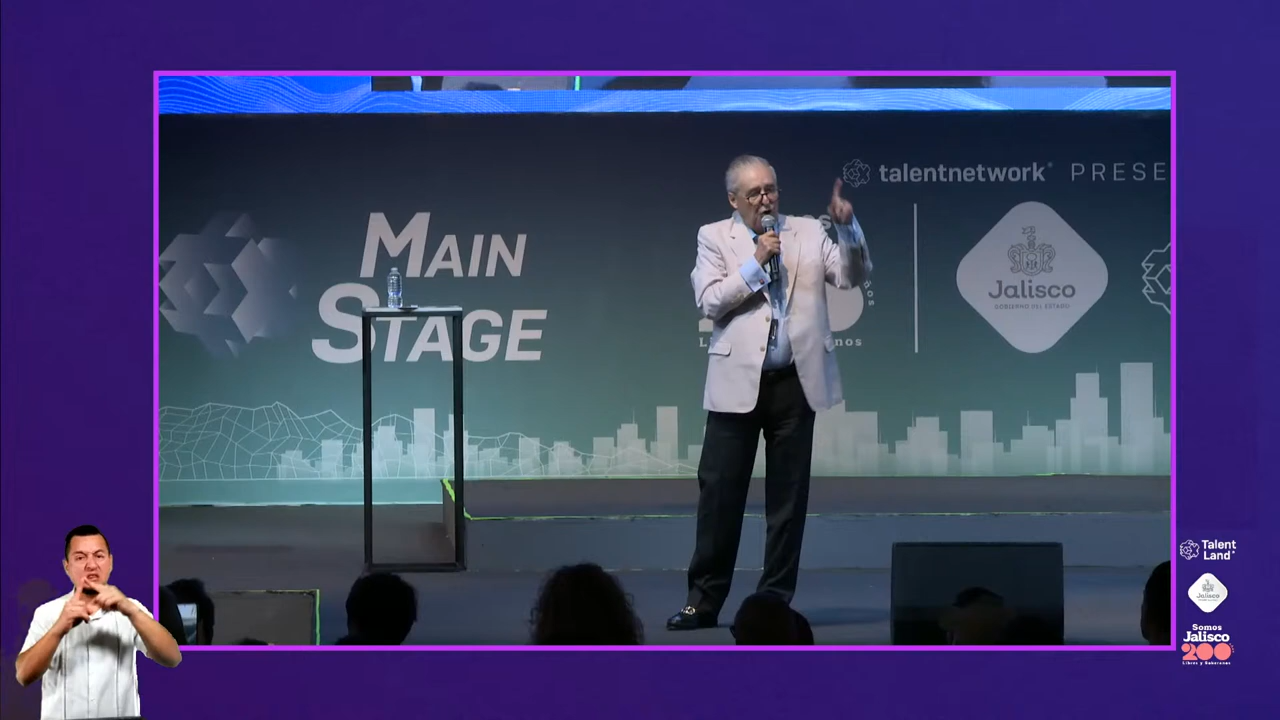 talentnetwork® PRESE
MAIN
STAGE
Jalisco
GOBIERNO DEL ESTADO
Talent
Land
Jalisco
Somos
Jalisco
200
Libres y Soberanos